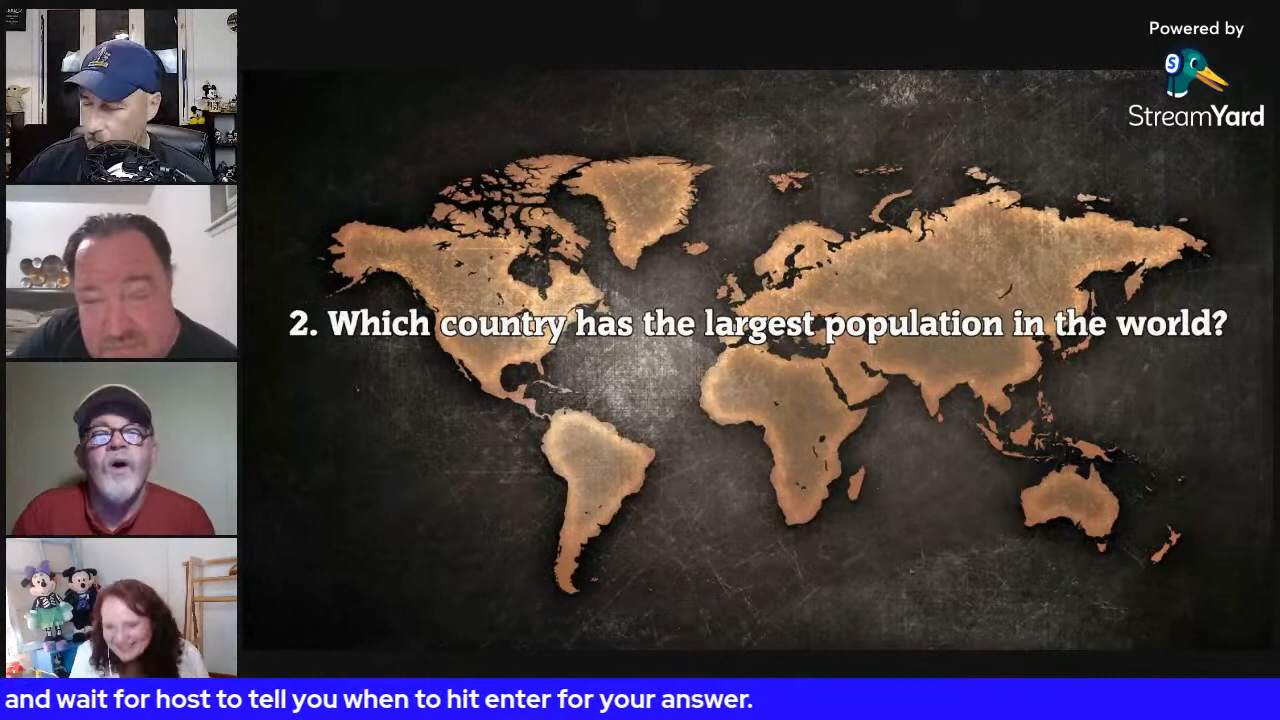 Powered by
StreamYard
2. Which country has the largest population in the world?
and wait for host to tell you when to hit enter for your answer.